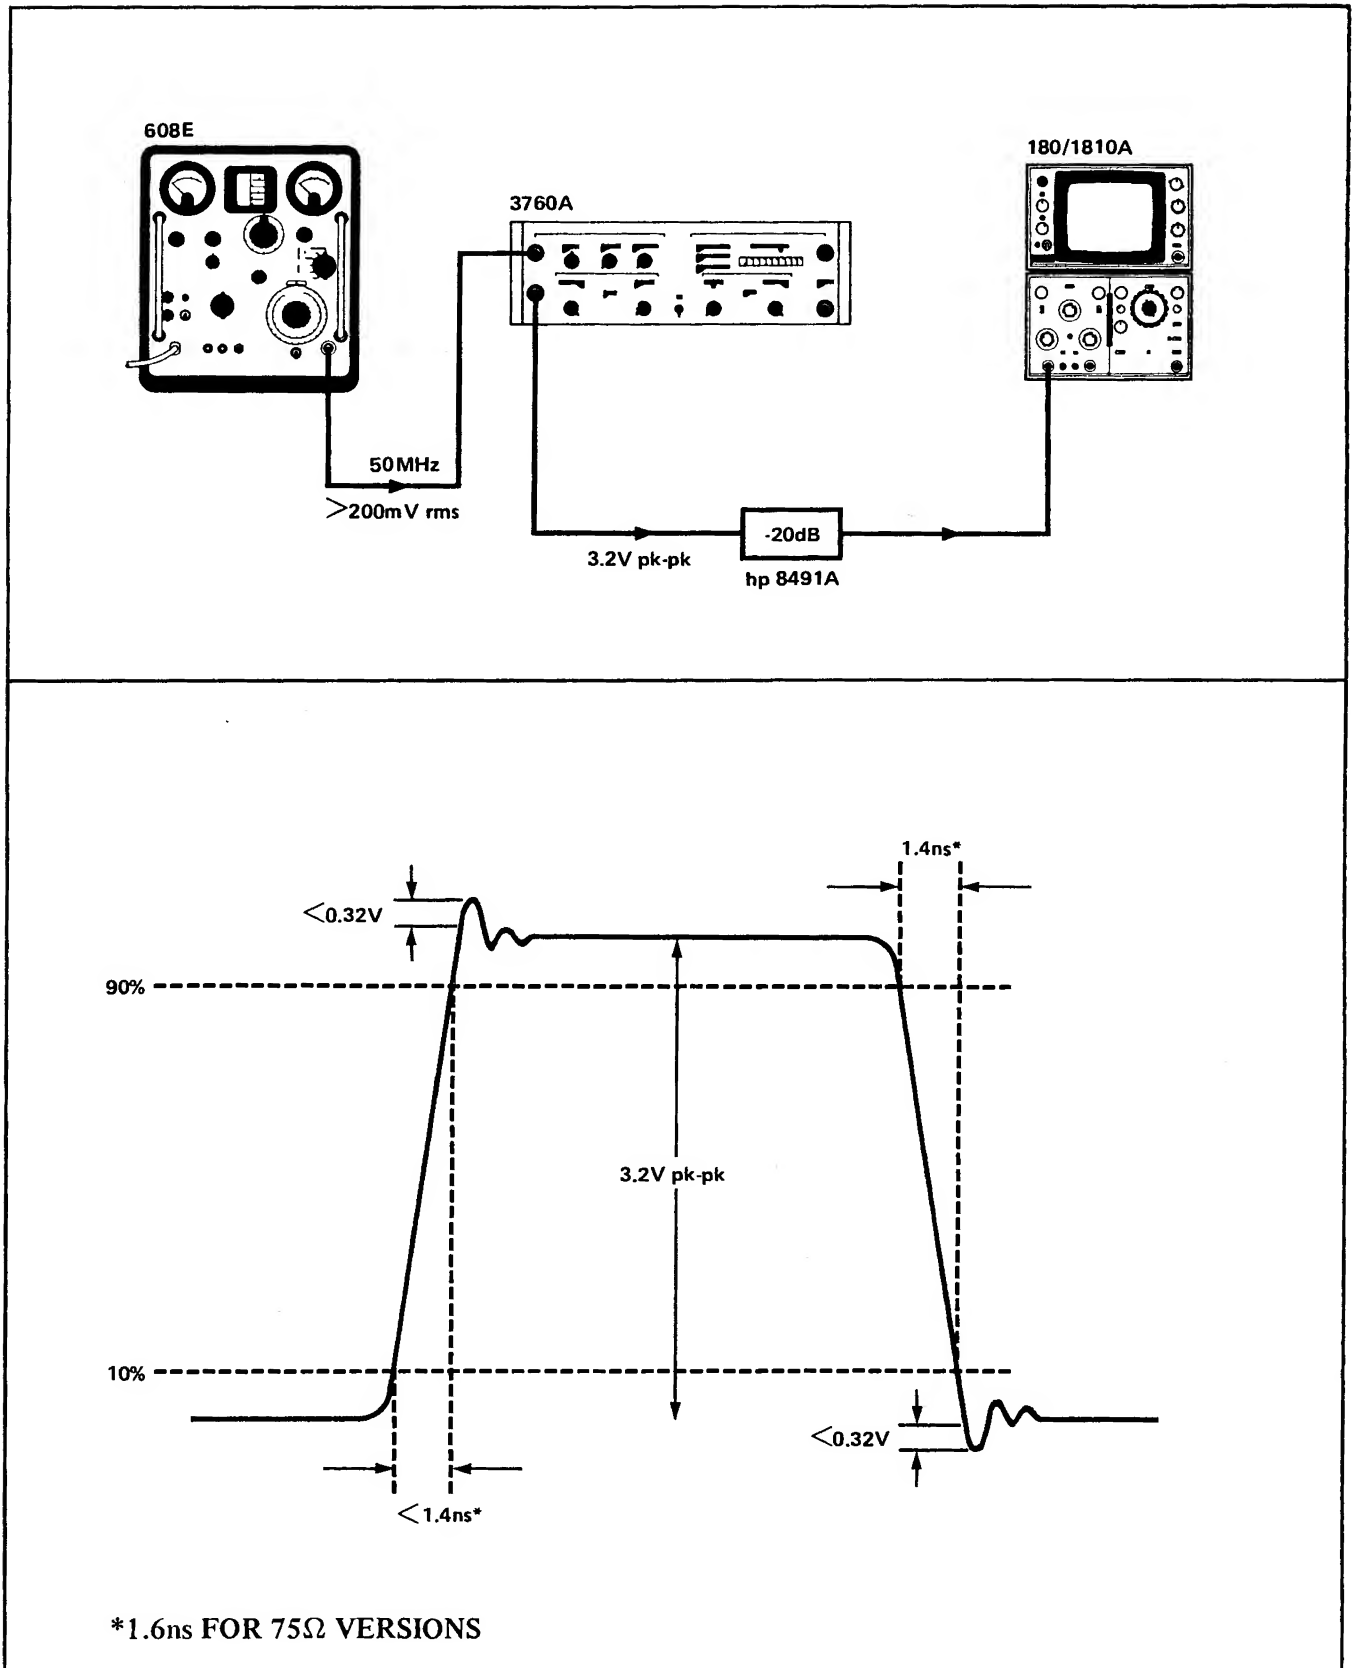 608E
180/1810A
3760A
50MHz
>200mV rms
3.2V pk-pk
-20dB
hp 8491A
1.4ns*
<0.32V
90%
3.2V pk-pk
10%
<0.32V
<1.4ns*
*1.6ns FOR 75Ω VERSIONS